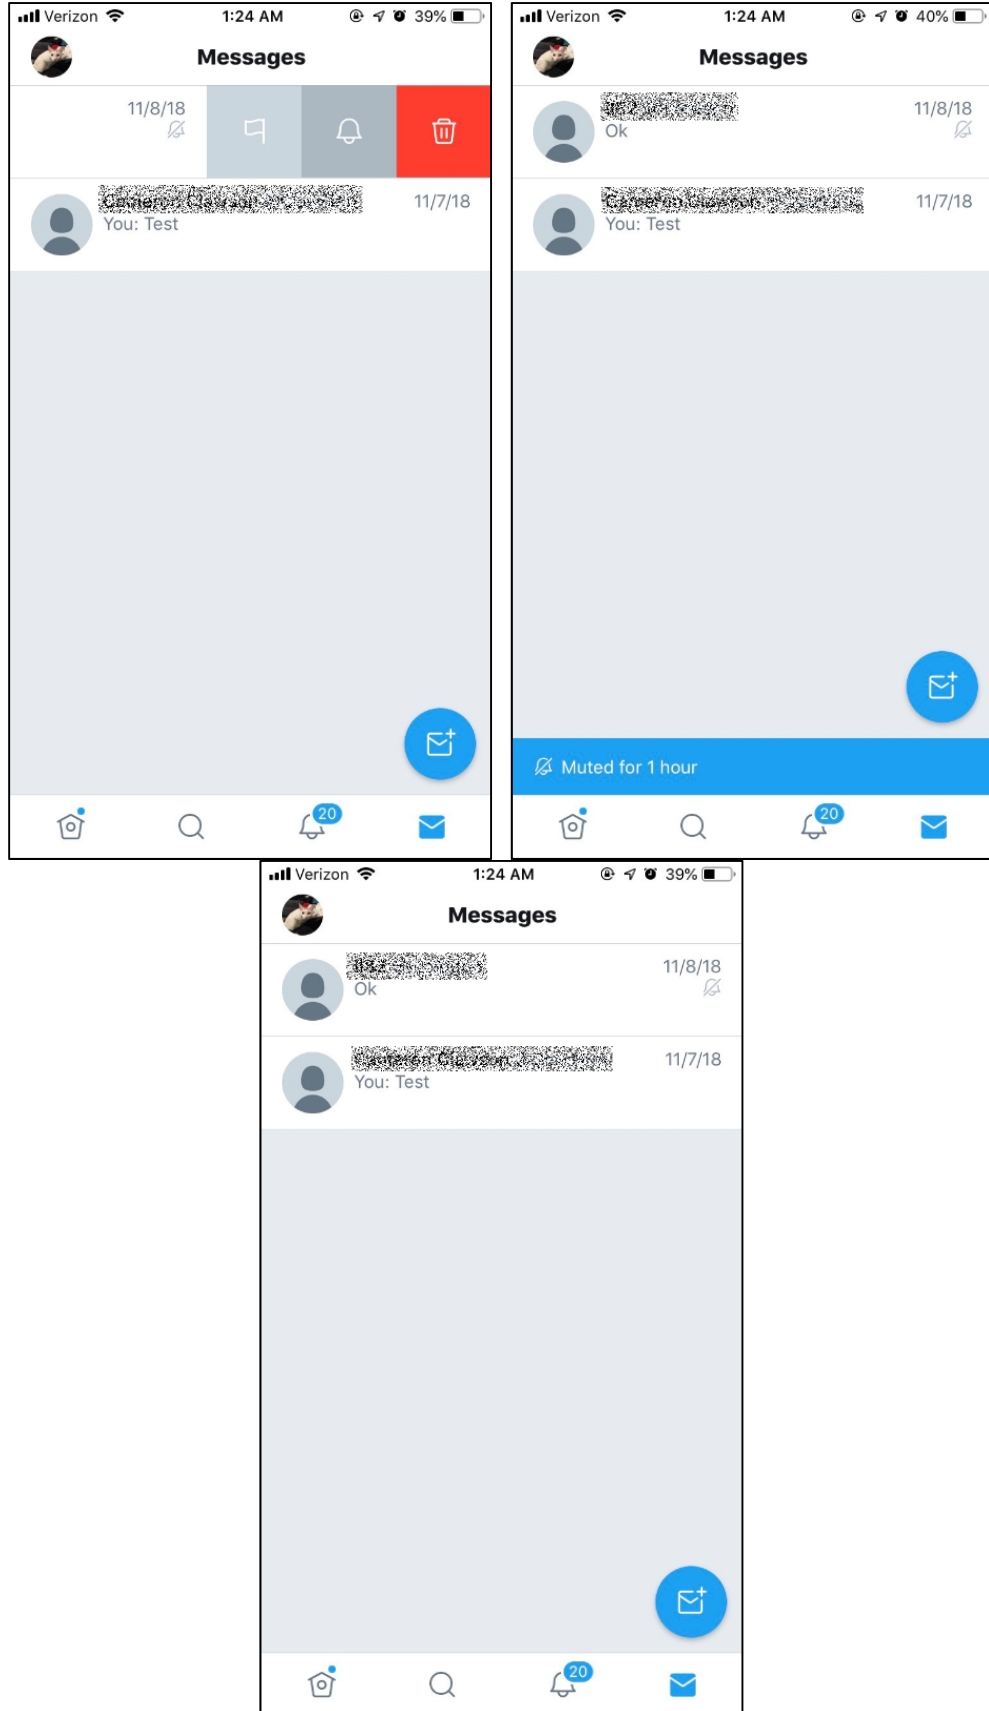 Verizon 1:24 AM 39%
Messages
11/8/18
11/7/18
You: Test
20
Verizon 1:24 AM 40%
Messages
11/8/18
Ok
11/7/18
You: Test
Muted for 1 hour
20
Verizon 1:24 AM 39%
Messages
11/8/18
Ok
11/7/18
You: Test
20